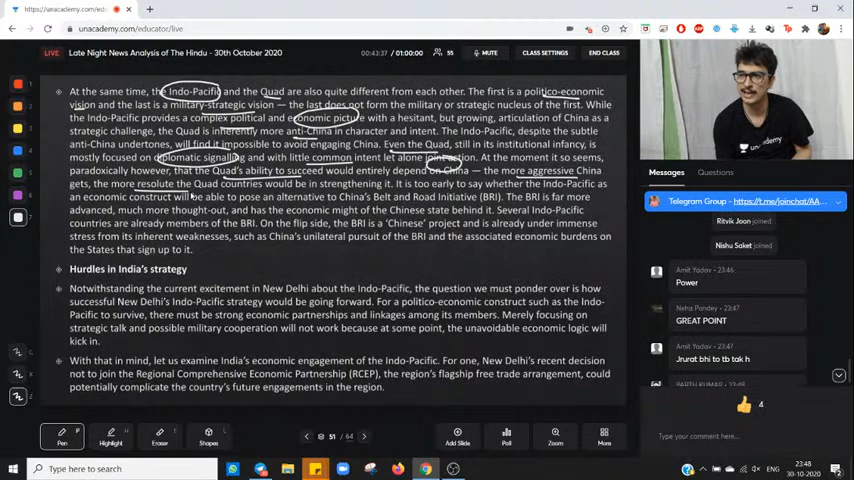 https://unacademy.com/educator/li
unacademy.com/educator/live
LIVE Late Night News Analysis of The Hindu - 30th October 2020 00:43:37 / 01:00:00 55 MUTE CLASS SETTINGS END CLASS
At the same time, the Indo-Pacific and the Quad are also quite different from each other. The first is a politico-economic
vision and the last is a military-strategic vision — the last does not form the military or strategic nucleus of the first. While
the Indo-Pacific provides a complex political and economic picture with a hesitant, but growing, articulation of China as a
strategic challenge, the Quad is inherently more anti-China in character and intent. The Indo-Pacific, despite the subtle
anti-China undertones, will find it impossible to avoid engaging China. Even the Quad, still in its institutional infancy, is
mostly focused on diplomatic signalling and with little common intent let alone joint action. At the moment it so seems,
paradoxically however, that the Quad's ability to succeed would entirely depend on China — the more aggressive China
gets, the more resolute the Quad countries would be in strengthening it. It is too early to say whether the Indo-Pacific as
an economic construct will be able to pose an alternative to China's Belt and Road Initiative (BRI). The BRI is far more
advanced, much more thought-out, and has the economic might of the Chinese state behind it. Several Indo-Pacific
countries are already members of the BRI. On the flip side, the BRI is a 'Chinese' project and is already under immense
stress from its inherent weaknesses, such as China's unilateral pursuit of the BRI and the associated economic burdens on
the States that sign up to it.
Hurdles in India's strategy
Notwithstanding the current excitement in New Delhi about the Indo-Pacific, the question we must ponder over is how
successful New Delhi's Indo-Pacific strategy would be going forward. For a politico-economic construct such as the Indo-
Pacific to survive, there must be strong economic partnerships and linkages among its members. Merely focusing on
strategic talk and possible military cooperation will not work because at some point, the unavoidable economic logic will
kick in.
With that in mind, let us examine India's economic engagement of the Indo-Pacific. For one, New Delhi's recent decision
not to join the Regional Comprehensive Economic Partnership (RCEP), the region's flagship free trade arrangement, could
potentially complicate the country's future engagements in the region.
Messages Questions
Telegram Group - https://t.me/joinchat/AA...
Ritvik Joon joined
Nishu Saket joined
Amit Yadav 23:46
Power
Neha Pandey 23:47
GREAT POINT
Amit Yadav 23:47
Jrurat bhi to tb tak h
PARTH KUMAR 23:48
4
Type your comment here...
Pen Highlight Eraser Shapes 51 / 64 Add Slide Poll Zoom More
Type here to search
23:48
30-10-2020